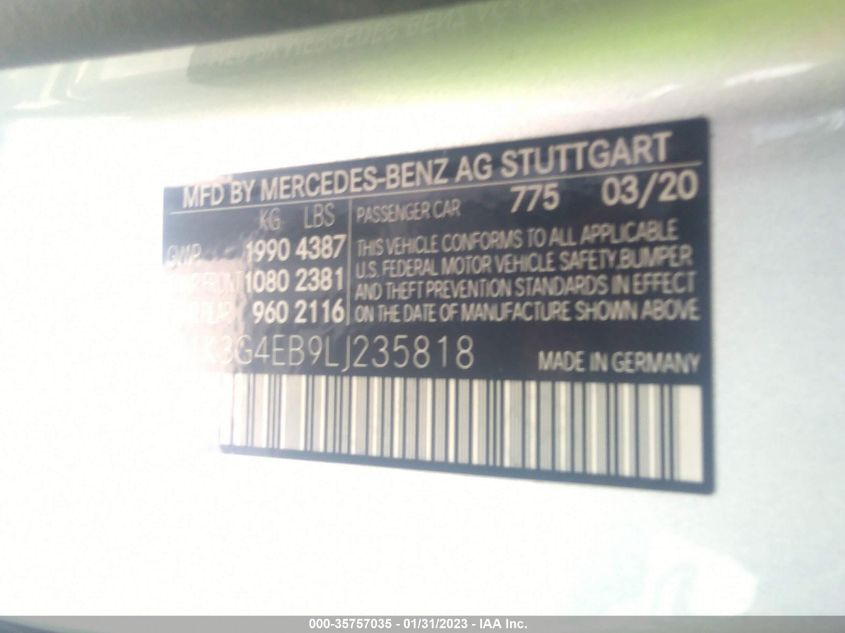 MFD BY MERCEDES-BENZ AG STUTTGART
KG LBS PASSENGER CAR 775 03/20
1990 4387 THIS VEHICLE CONFORMS TO ALL APPLICABLE
U.S. FEDERAL MOTOR VEHICLE SAFETY, BUMPER
1080 2381 AND THEFT PREVENTION STANDARDS IN EFFECT
960 2116 ON THE DATE OF MANUFACTURE SHOWN ABOVE
K3G4EB9LJ235818 MADE IN GERMANY
000-35757035 - 01/31/2023 - IAA Inc.